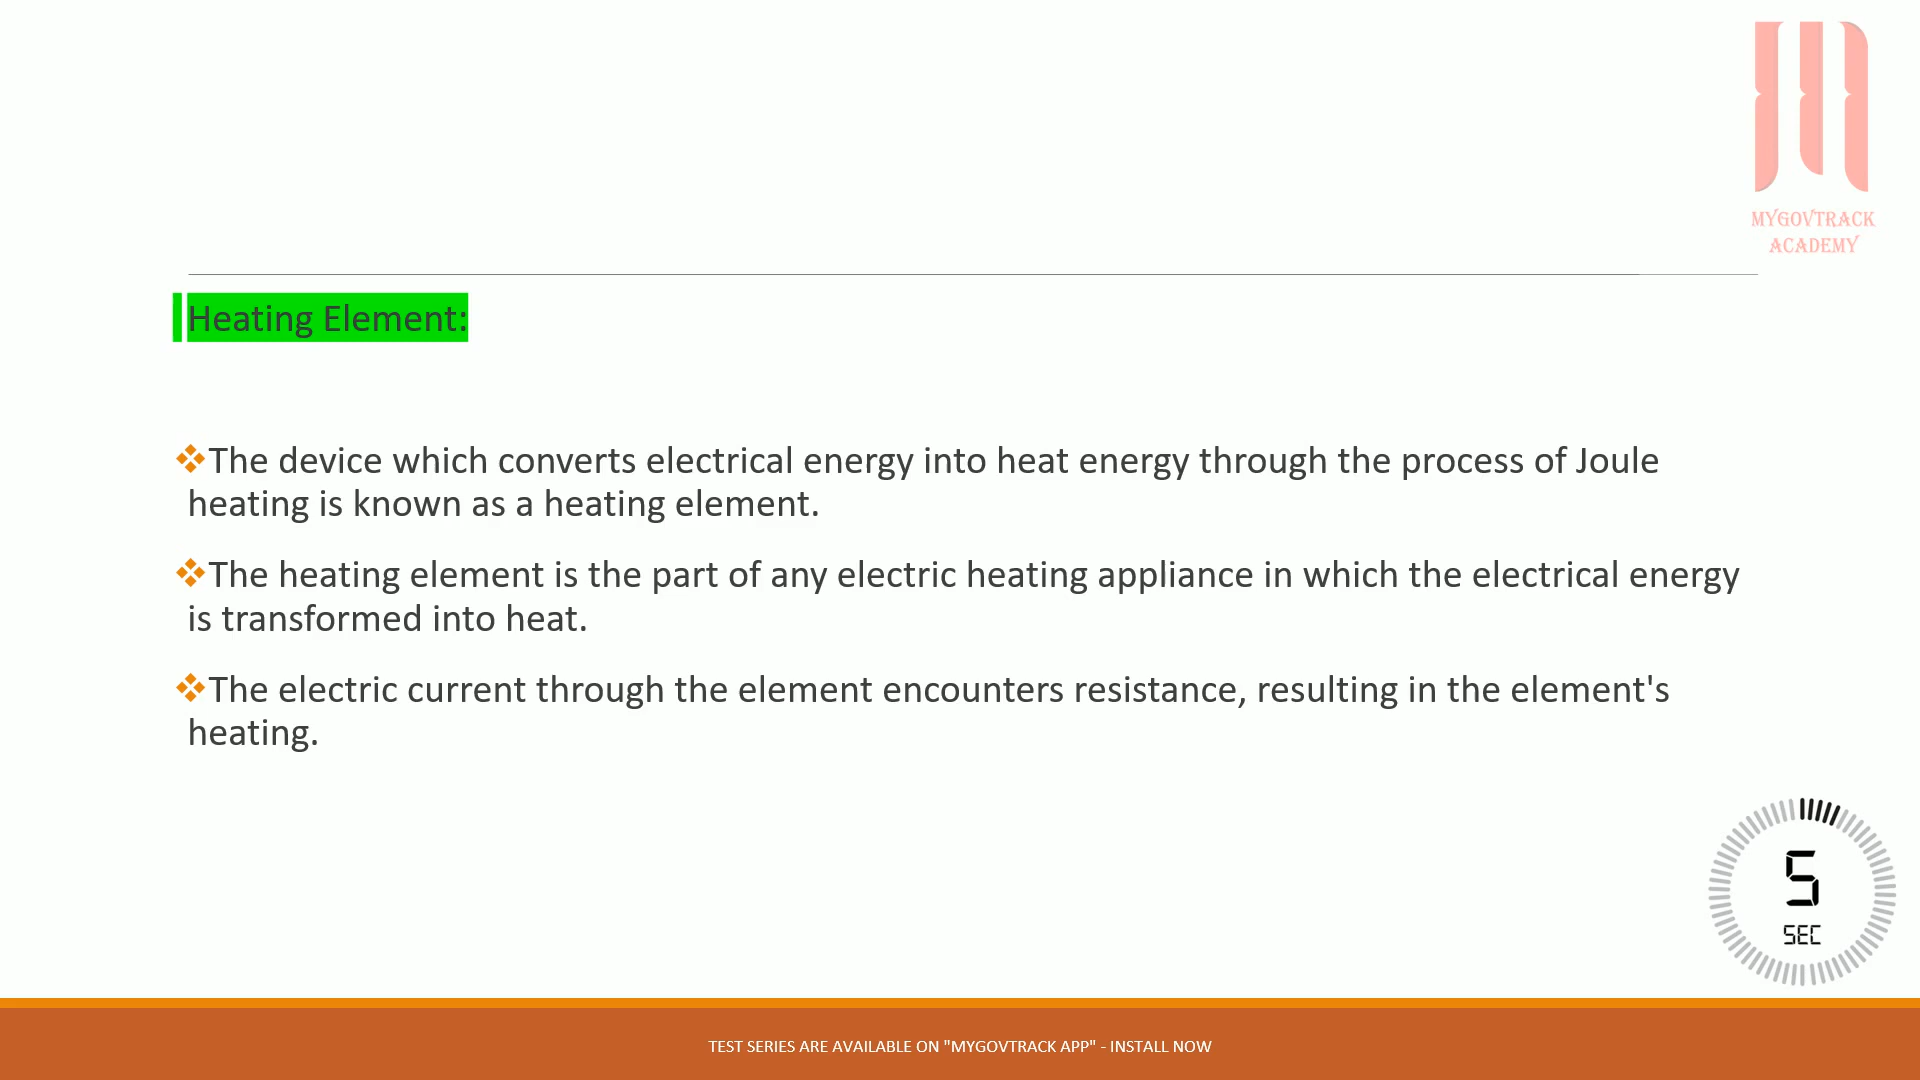 MYGOVTRACK
ACADEMY
Heating Element:
❖The device which converts electrical energy into heat energy through the process of Joule
heating is known as a heating element.
❖The heating element is the part of any electric heating appliance in which the electrical energy
is transformed into heat.
❖The electric current through the element encounters resistance, resulting in the element's
heating.
5
SEC
TEST SERIES ARE AVAILABLE ON "MYGOVTRACK APP" - INSTALL NOW